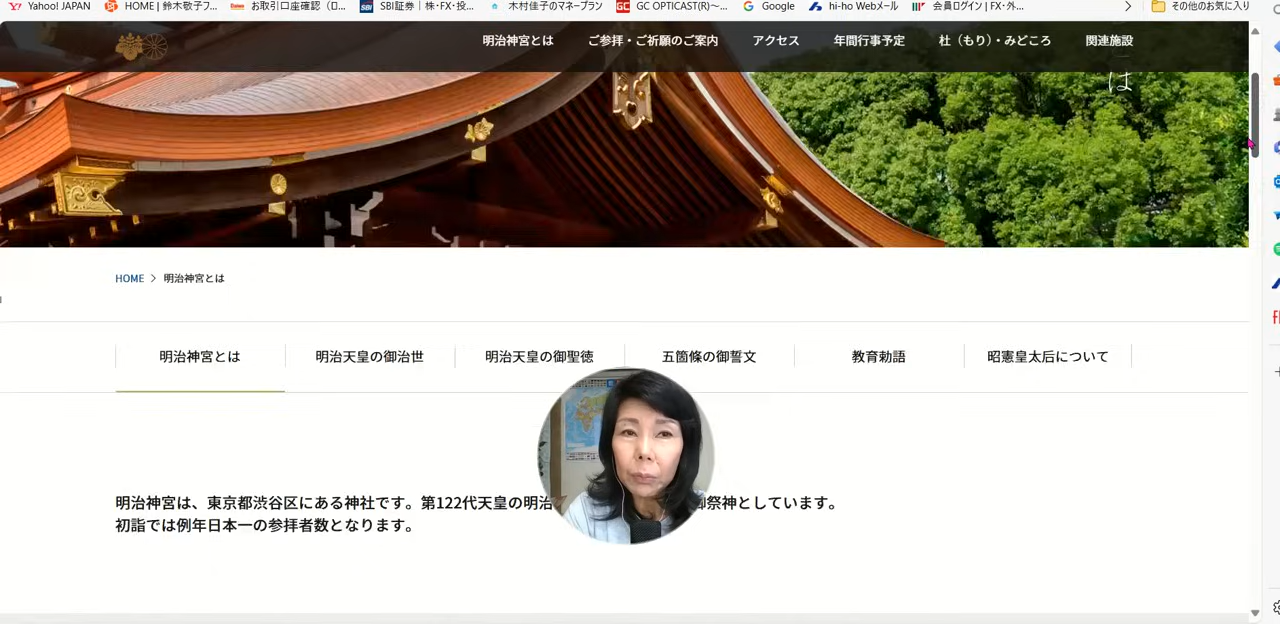 Yahoo! JAPAN
HOME | 鈴木敬子フ...
お取引口座確認（ロ...
SBI証券｜株・FX・投...
木村佳子のマネープラン
GC OPTICAST(R)～...
Google
hi-ho Webメール
会員ログイン | FX・外...
その他のお気に入り
明治神宮とは
ご参拝・ご祈願のご案内
アクセス
年間行事予定
杜（もり）・みどころ
関連施設
は
HOME > 明治神宮とは
明治神宮とは
明治天皇の御治世
明治天皇の御聖徳
五箇條の御誓文
教育勅語
昭憲皇太后について
明治神宮は、東京都渋谷区にある神社です。第122代天皇の明治 御祭神としています。
初詣では例年日本一の参拝者数となります。